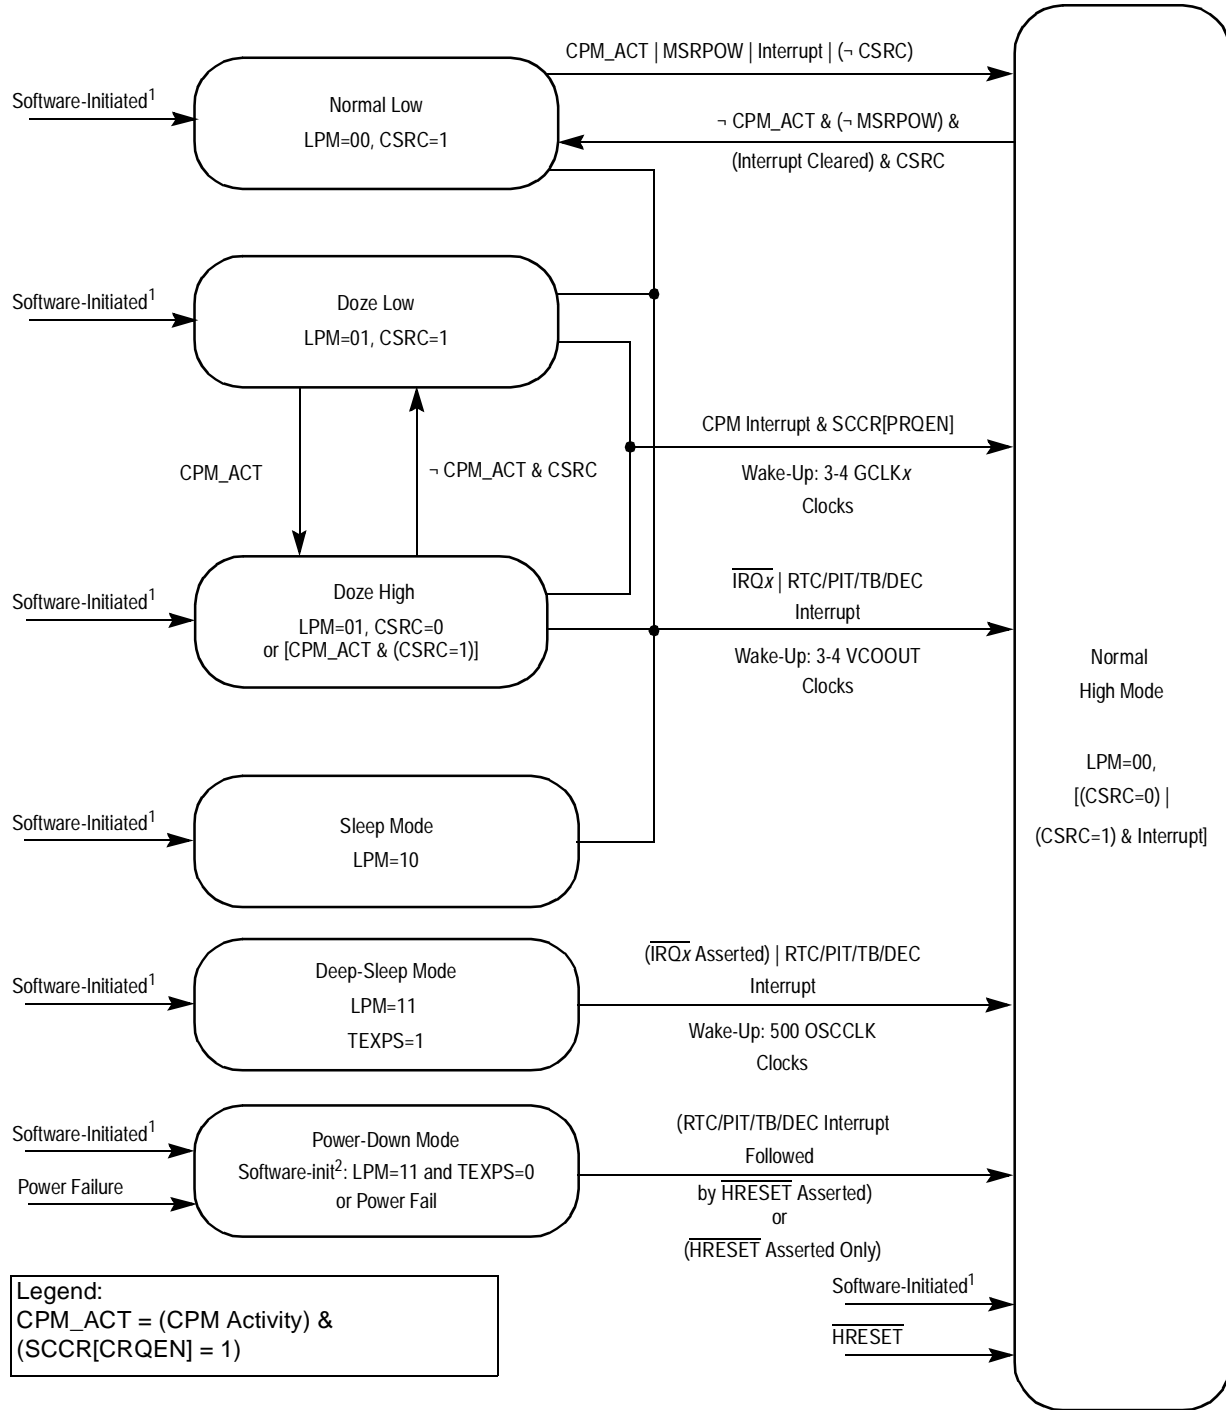 CPM_ACT | MSRPOW | Interrupt | (¬ CSRC)
Software-Initiated1
Normal Low
LPM=00, CSRC=1
¬ CPM_ACT & (¬ MSRPOW) &
(Interrupt Cleared) & CSRC
Software-Initiated1
Doze Low
LPM=01, CSRC=1
CPM_ACT
¬ CPM_ACT & CSRC
CPM Interrupt & SCCR[PRQEN]
Wake-Up: 3-4 GCLKx
Clocks
Software-Initiated1
Doze High
LPM=01, CSRC=0
or [CPM_ACT & (CSRC=1)]
IRQx | RTC/PIT/TB/DEC
Interrupt
Wake-Up: 3-4 VCOOUT
Clocks
Normal
High Mode
LPM=00,
[(CSRC=0) |
(CSRC=1) & Interrupt]
Software-Initiated1
Sleep Mode
LPM=10
Software-Initiated1
Deep-Sleep Mode
LPM=11
TEXPS=1
(IRQx Asserted) | RTC/PIT/TB/DEC
Interrupt
Wake-Up: 500 OSCCLK
Clocks
Software-Initiated1
Power Failure
Power-Down Mode
Software-init2: LPM=11 and TEXPS=0
or Power Fail
(RTC/PIT/TB/DEC Interrupt
Followed
by HRESET Asserted)
or
(HRESET Asserted Only)
Software-Initiated1
HRESET
Legend:
CPM_ACT = (CPM Activity) &
(SCCR[CRQEN] = 1)